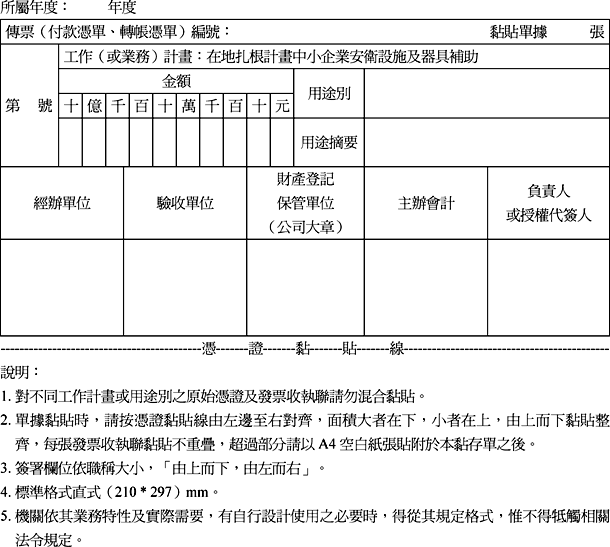 所屬年度：　　年度
傳票（付款憑單、轉帳憑單）編號：　　黏貼單據　　張
第　號
工作（或業務）計畫：在地扎根計畫中小企業安衛設施及器具補助
金額
十 億 千 百 十 萬 千 百 十 元
用途別
用途摘要
經辦單位
驗收單位
財產登記
保管單位
（公司大章）
主辦會計
負責人
或授權代簽人
憑 證 黏 貼 線
說明：
1. 對不同工作計畫或用途別之原始憑證及發票收執聯請勿混合黏貼。
2. 單據黏貼時，請按憑證黏貼線由左邊至右對齊，面積大者在下，小者在上，由上而下黏貼整
齊，每張發票收執聯黏貼不重疊，超過部分請以 A4 空白紙張貼附於本黏存單之後。
3. 簽署欄位依職稱大小，「由上而下，由左而右」。
4. 標準格式直式（210 * 297）mm。
5. 機關依其業務特性及實際需要，有自行設計使用之必要時，得從其規定格式，惟不得牴觸相關
法令規定。